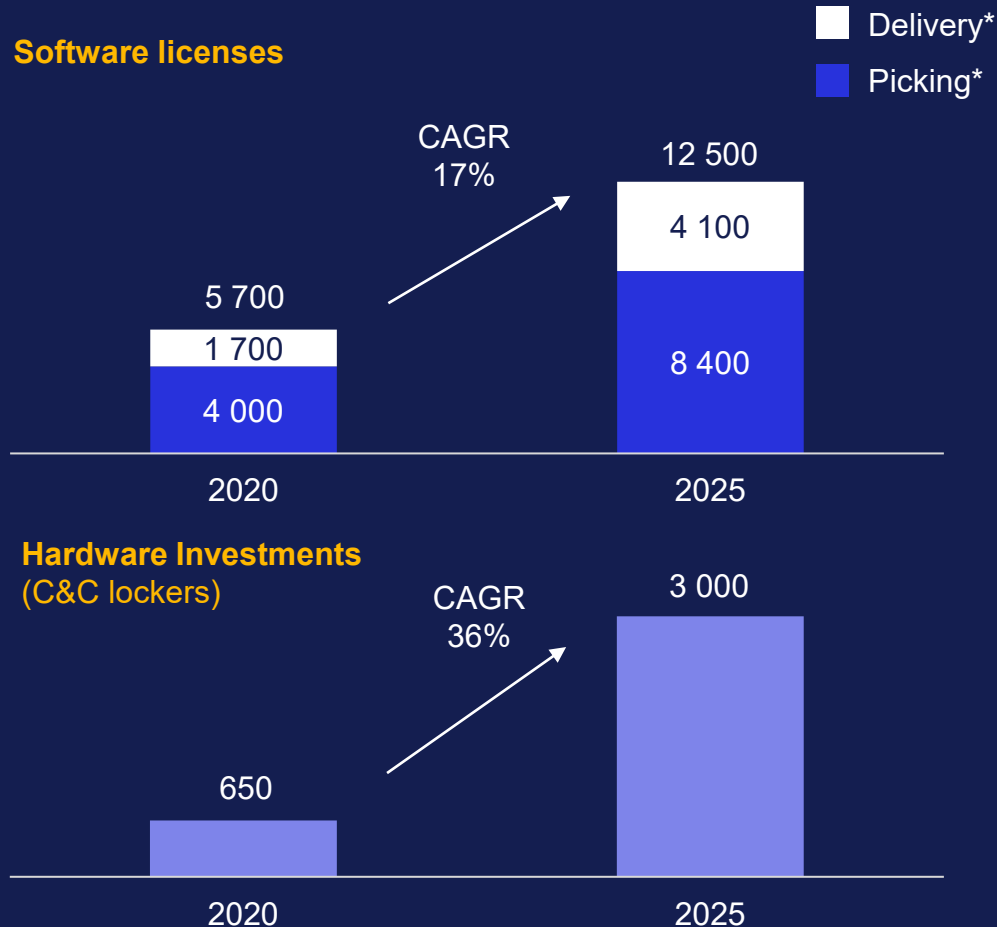 Software licenses
Delivery*
Picking*
CAGR
17%
12 500
4 100
8 400
5 700
1 700
4 000
2020
2025
Hardware Investments
(C&C lockers)
CAGR
36%
3 000
650
2020
2025